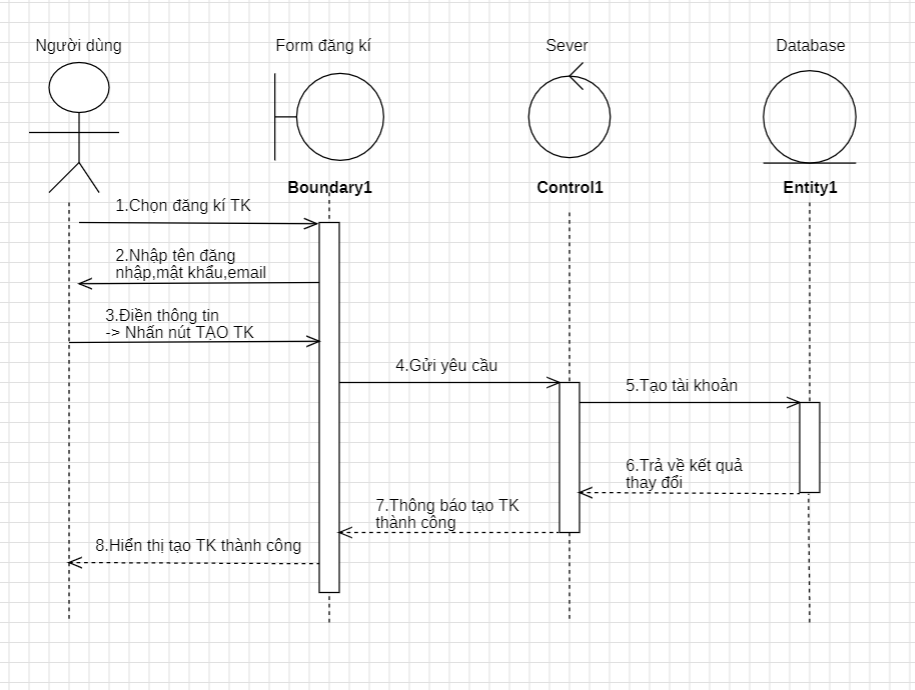 Người dùng
Form đăng kí
Sever
Database
Boundary1
Control1
Entity1
1.Chọn đăng kí TK
2.Nhập tên đăng
nhập,mật khẩu,email
3.Điền thông tin
-> Nhấn nút TẠO TK
4.Gửi yêu cầu
5.Tạo tài khoản
6.Trả về kết quả
thay đổi
7.Thông báo tạo TK
thành công
8.Hiển thị tạo TK thành công